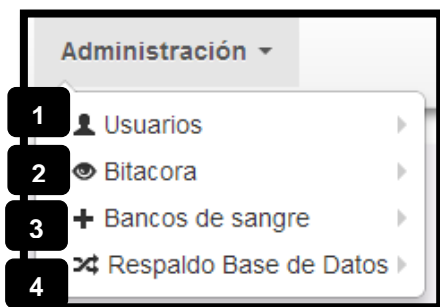 Administración
1 Usuarios
2 Bitacora
3 Bancos de sangre
4 Respaldo Base de Datos